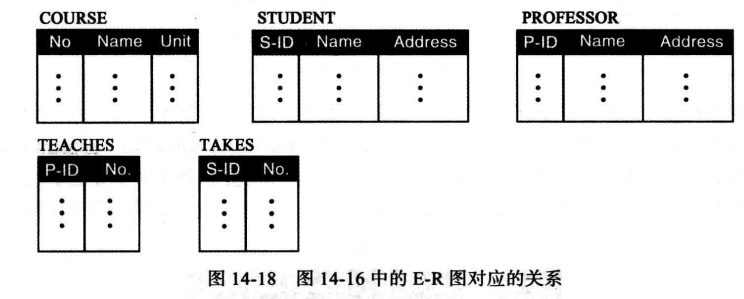 COURSE STUDENT PROFESSOR
No Name Unit S-ID Name Address P-ID Name Address
TEACHES TAKES
P-ID No. S-ID No.
图 14-18 图 14-16 中的 E-R 图对应的关系